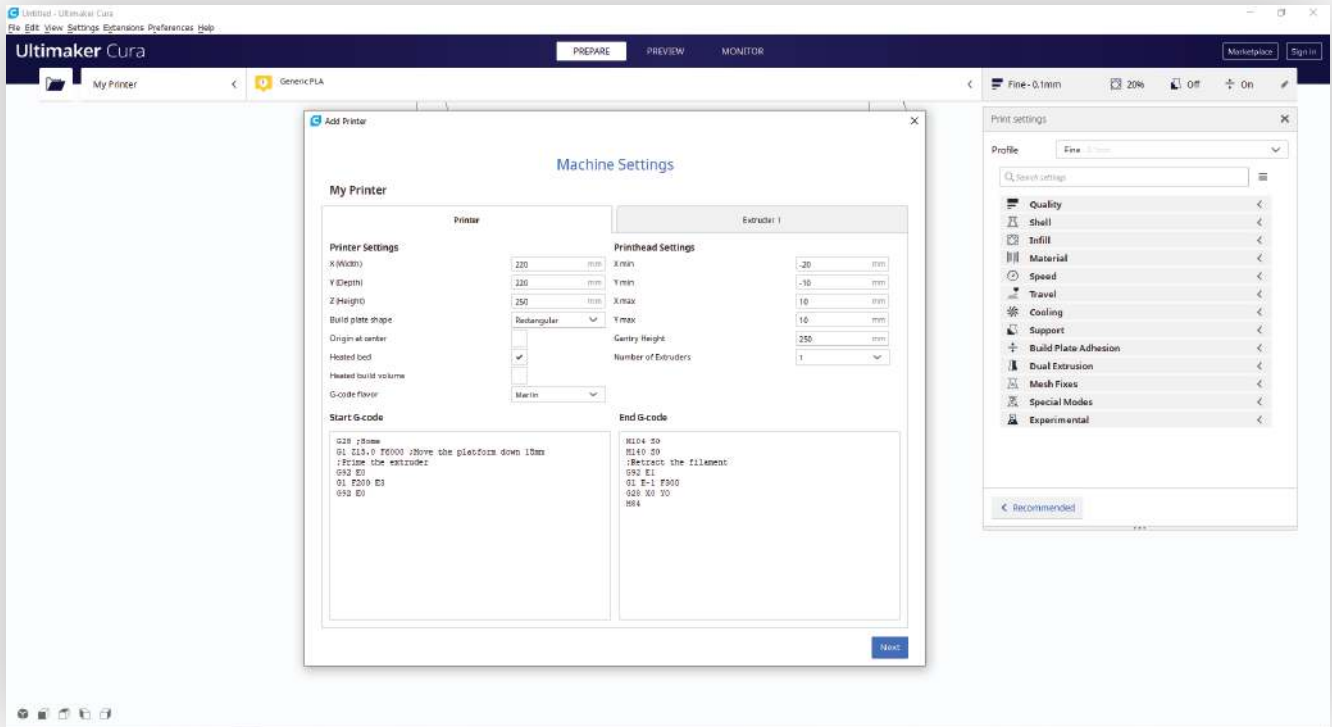 Untitled - Ultimaker Cura
File Edit View Settings Extensions Preferences Help
Ultimaker Cura
PREPARE PREVIEW MONITOR
Marketplace Sign in
My Printer
Generic PLA
Fine - 0.1mm 20% Off On
Add Printer
Machine Settings
My Printer
Printer Extruder 1
Printer Settings
X (Width) 220 mm
Y (Depth) 220 mm
Z (Height) 250 mm
Build plate shape Rectangular
Origin at center
Heated bed
Heated build volume
G-code flavor Marlin
Printhead Settings
X min -20 mm
Y min -10 mm
X max 10 mm
Y max 10 mm
Gantry Height 250 mm
Number of Extruders 1
Start G-code
G28 ;Home
G1 Z15.0 F6000 ;Move the platform down 15mm
;Prime the extruder
G92 E0
G1 F200 E3
G92 E0
End G-code
M104 S0
M140 S0
;Retract the filament
G92 E1
G1 E-1 F300
G28 X0 Y0
M84
Next
Print settings
Profile Fine 0.1mm
Search settings
Quality
Shell
Infill
Material
Speed
Travel
Cooling
Support
Build Plate Adhesion
Dual Extrusion
Mesh Fixes
Special Modes
Experimental
Recommended